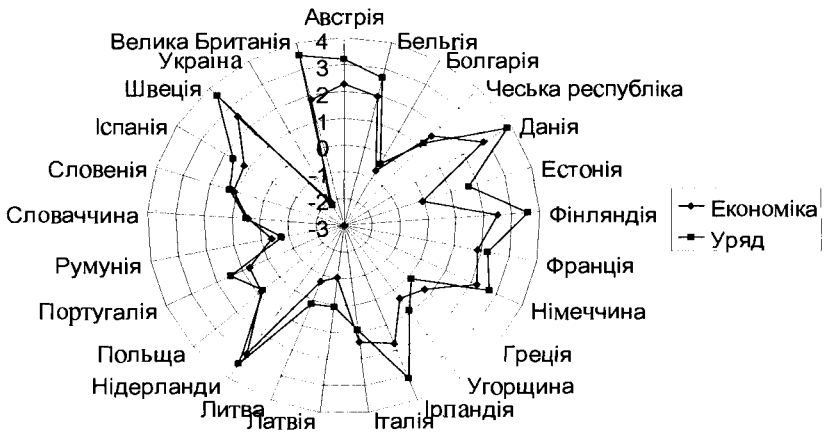 Австрія
Бельгія
Болгарія
Чеська республіка
Данія
Естонія
Фінляндія
Франція
Німеччина
Греція
Угорщина
Ірпандія
Італія
Латвія
Литва
Нідерланди
Польща
Португалія
Румунія
Словаччина
Словенія
Іспанія
Швеція
Україна
Велика Британія
4
3
2
1
0
-1
-2
-3
Економіка
Уряд